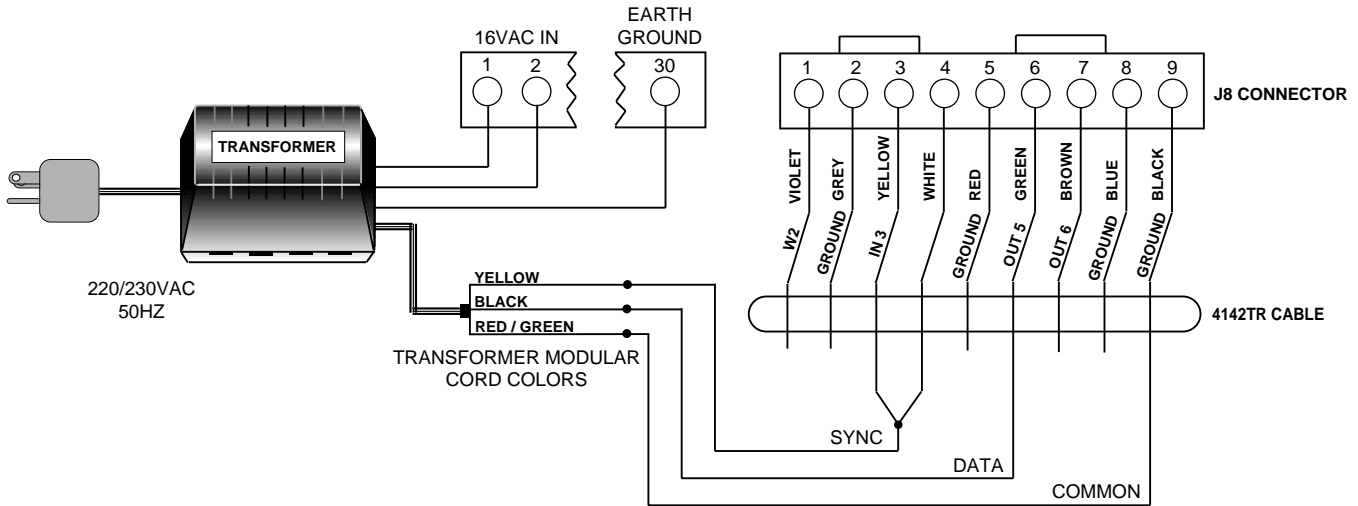 16VAC IN
EARTH
GROUND
1
2
30
1
2
3
4
5
6
7
8
9
J8 CONNECTOR
TRANSFORMER
220/230VAC
50HZ
VIOLET
GREY
YELLOW
WHITE
RED
GREEN
BROWN
BLUE
BLACK
W2
GROUND
IN 3
GROUND
OUT 5
OUT 6
GROUND
GROUND
4142TR CABLE
YELLOW
BLACK
RED / GREEN
TRANSFORMER MODULAR
CORD COLORS
SYNC
DATA
COMMON